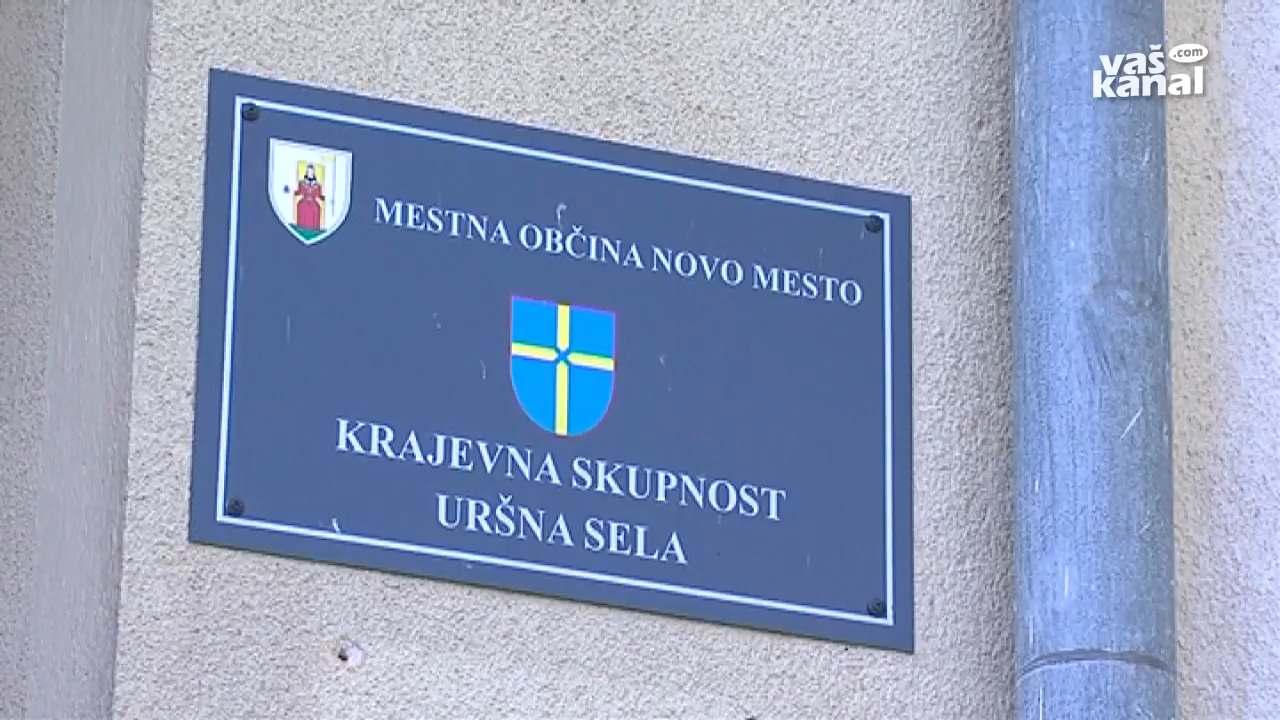 vaš.com
kanal
MESTNA OBČINA NOVO MESTO
KRAJEVNA SKUPNOST
URŠNA SELA